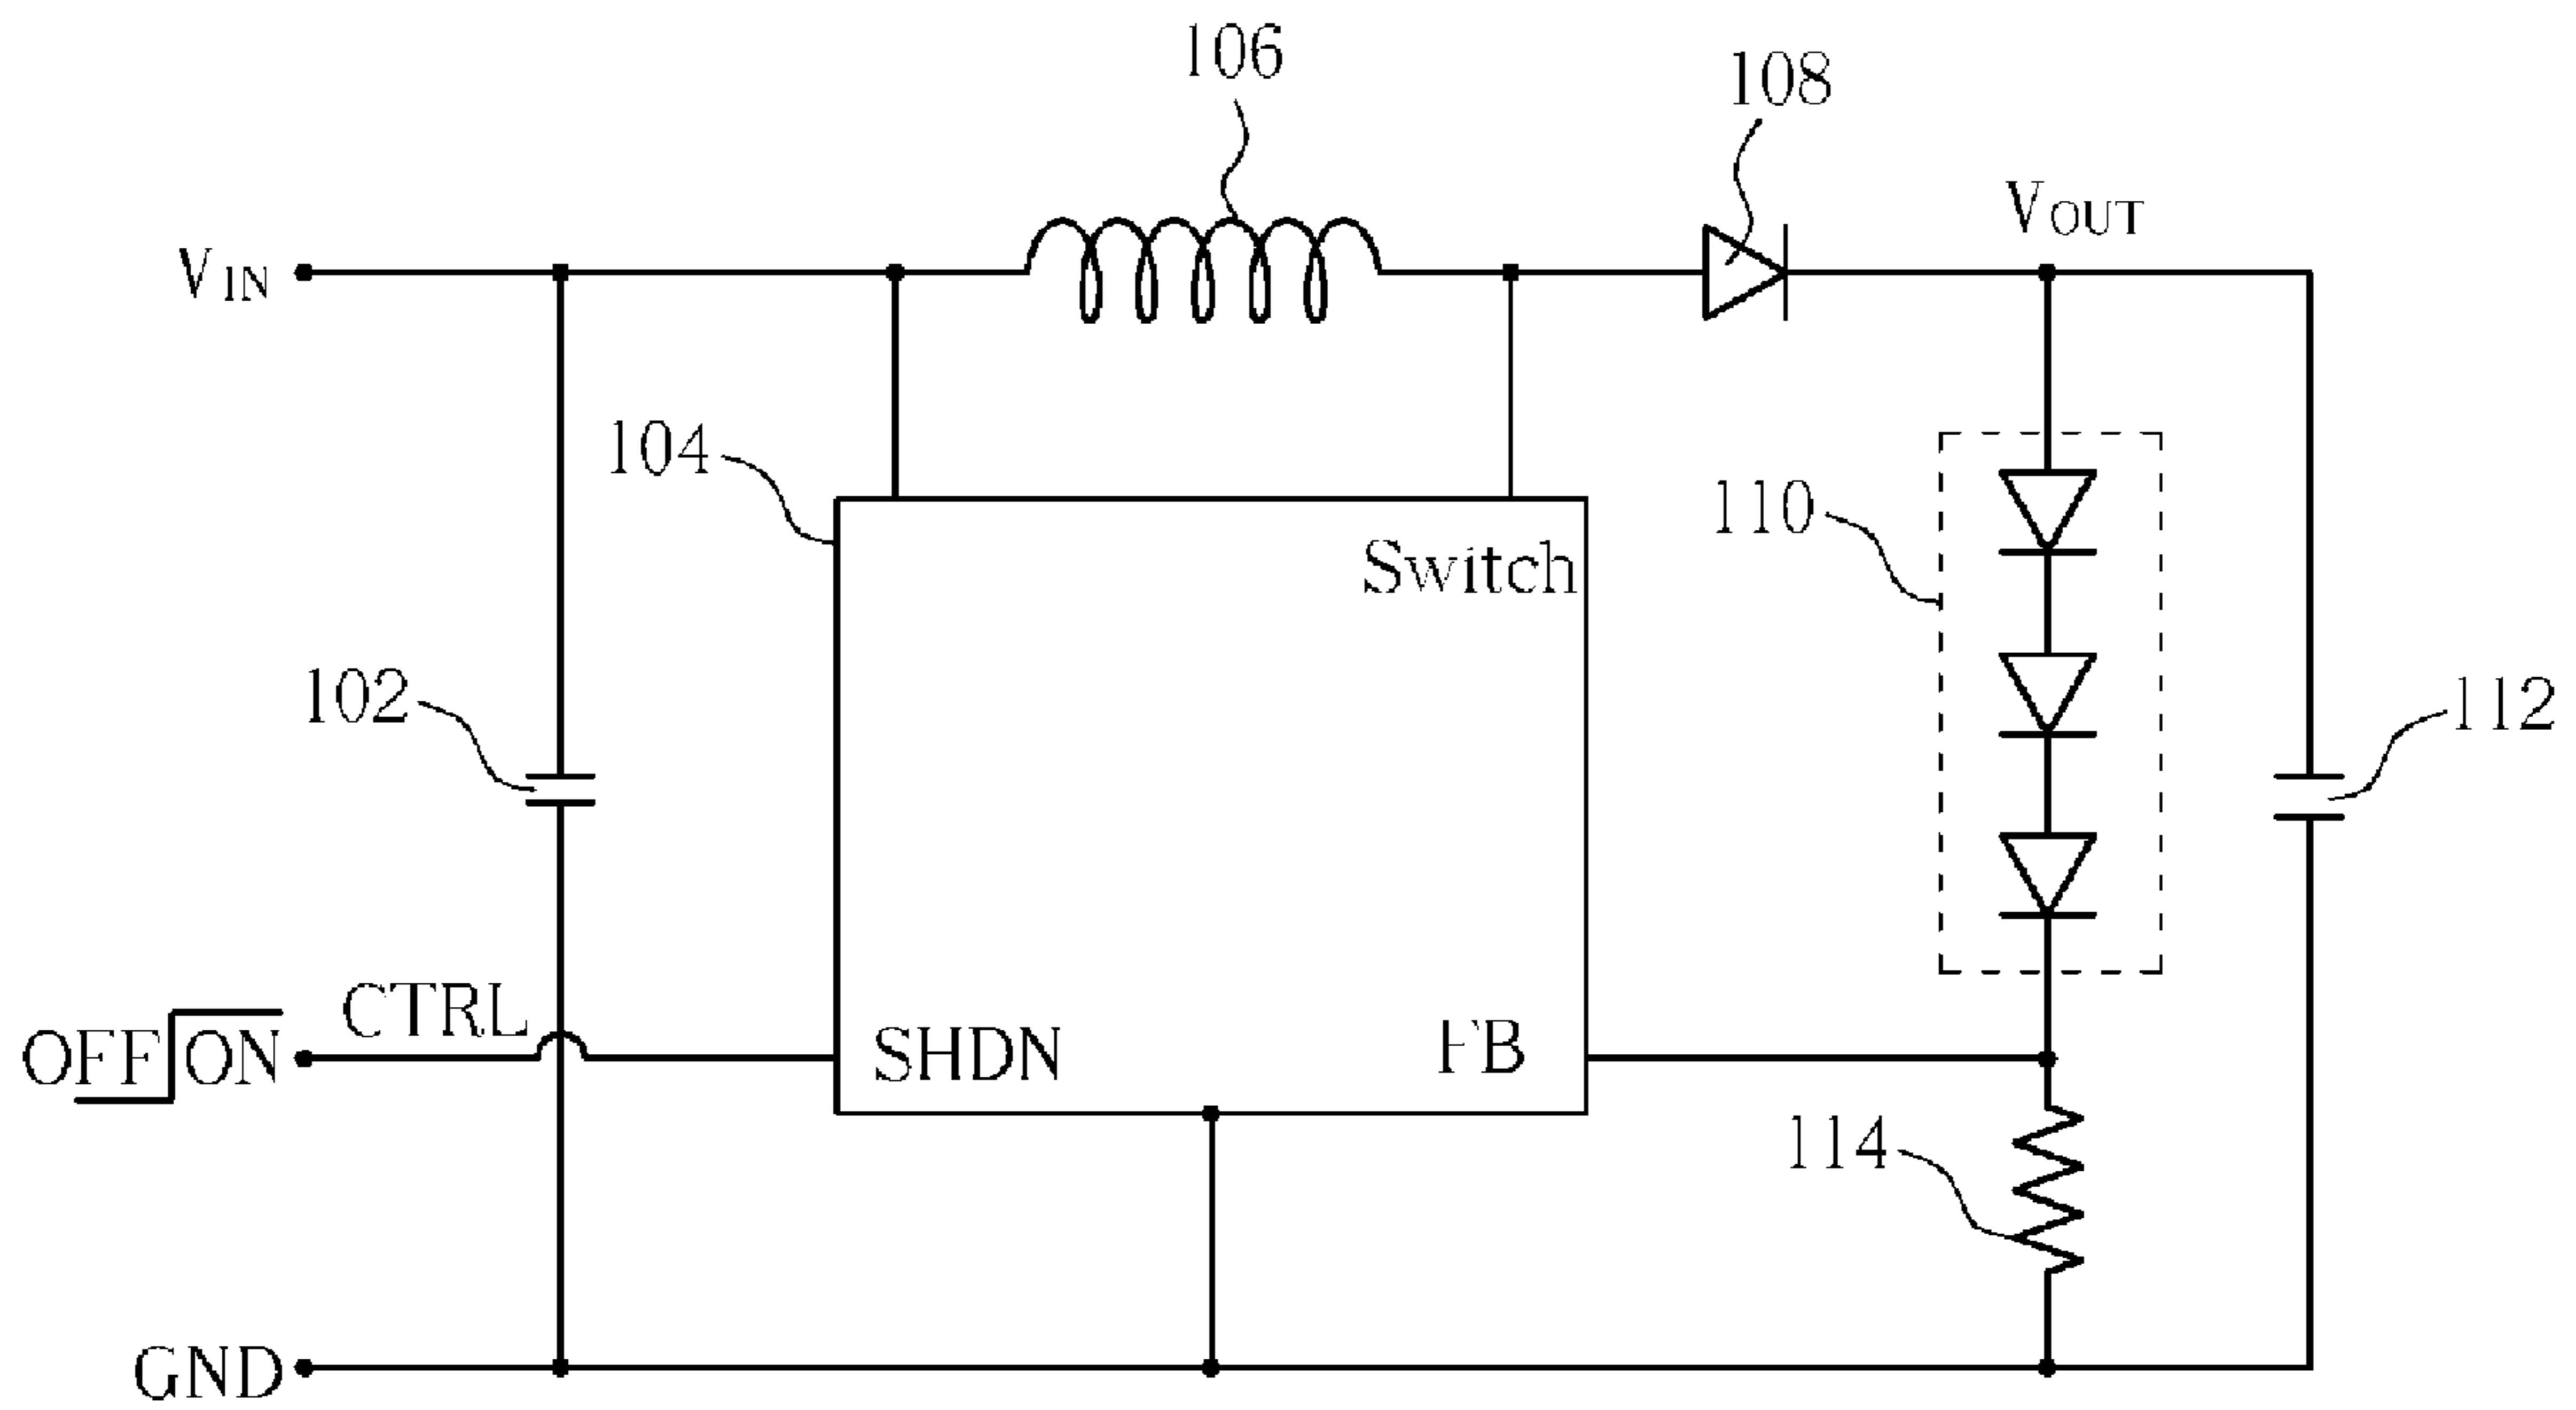 106
108
VOUT
VIN
104
110
Switch
102
112
CTRL
OFF ON
SHDN
FB
114
GND